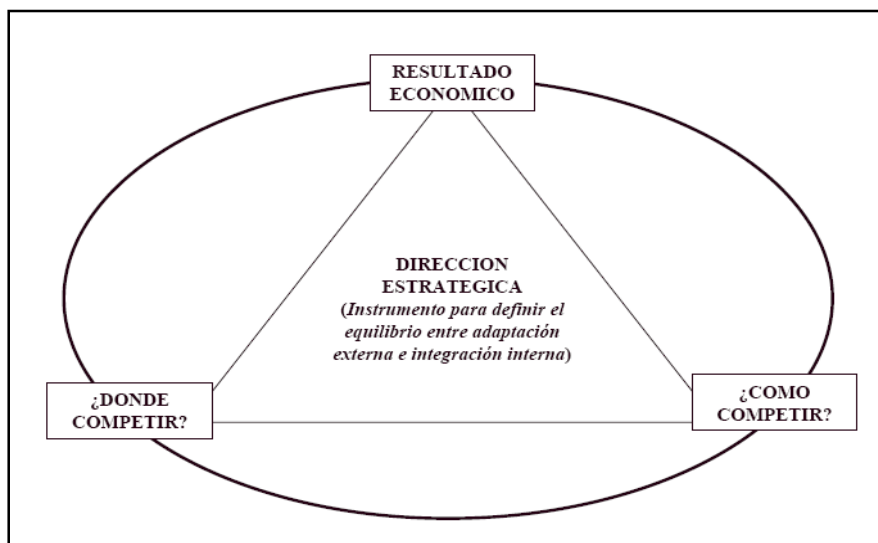 RESULTADO
ECONOMICO
DIRECCION
ESTRATEGICA
(Instrumento para definir el
equilibrio entre adaptación
externa e integración interna)
¿DONDE
COMPETIR?
¿COMO
COMPETIR?